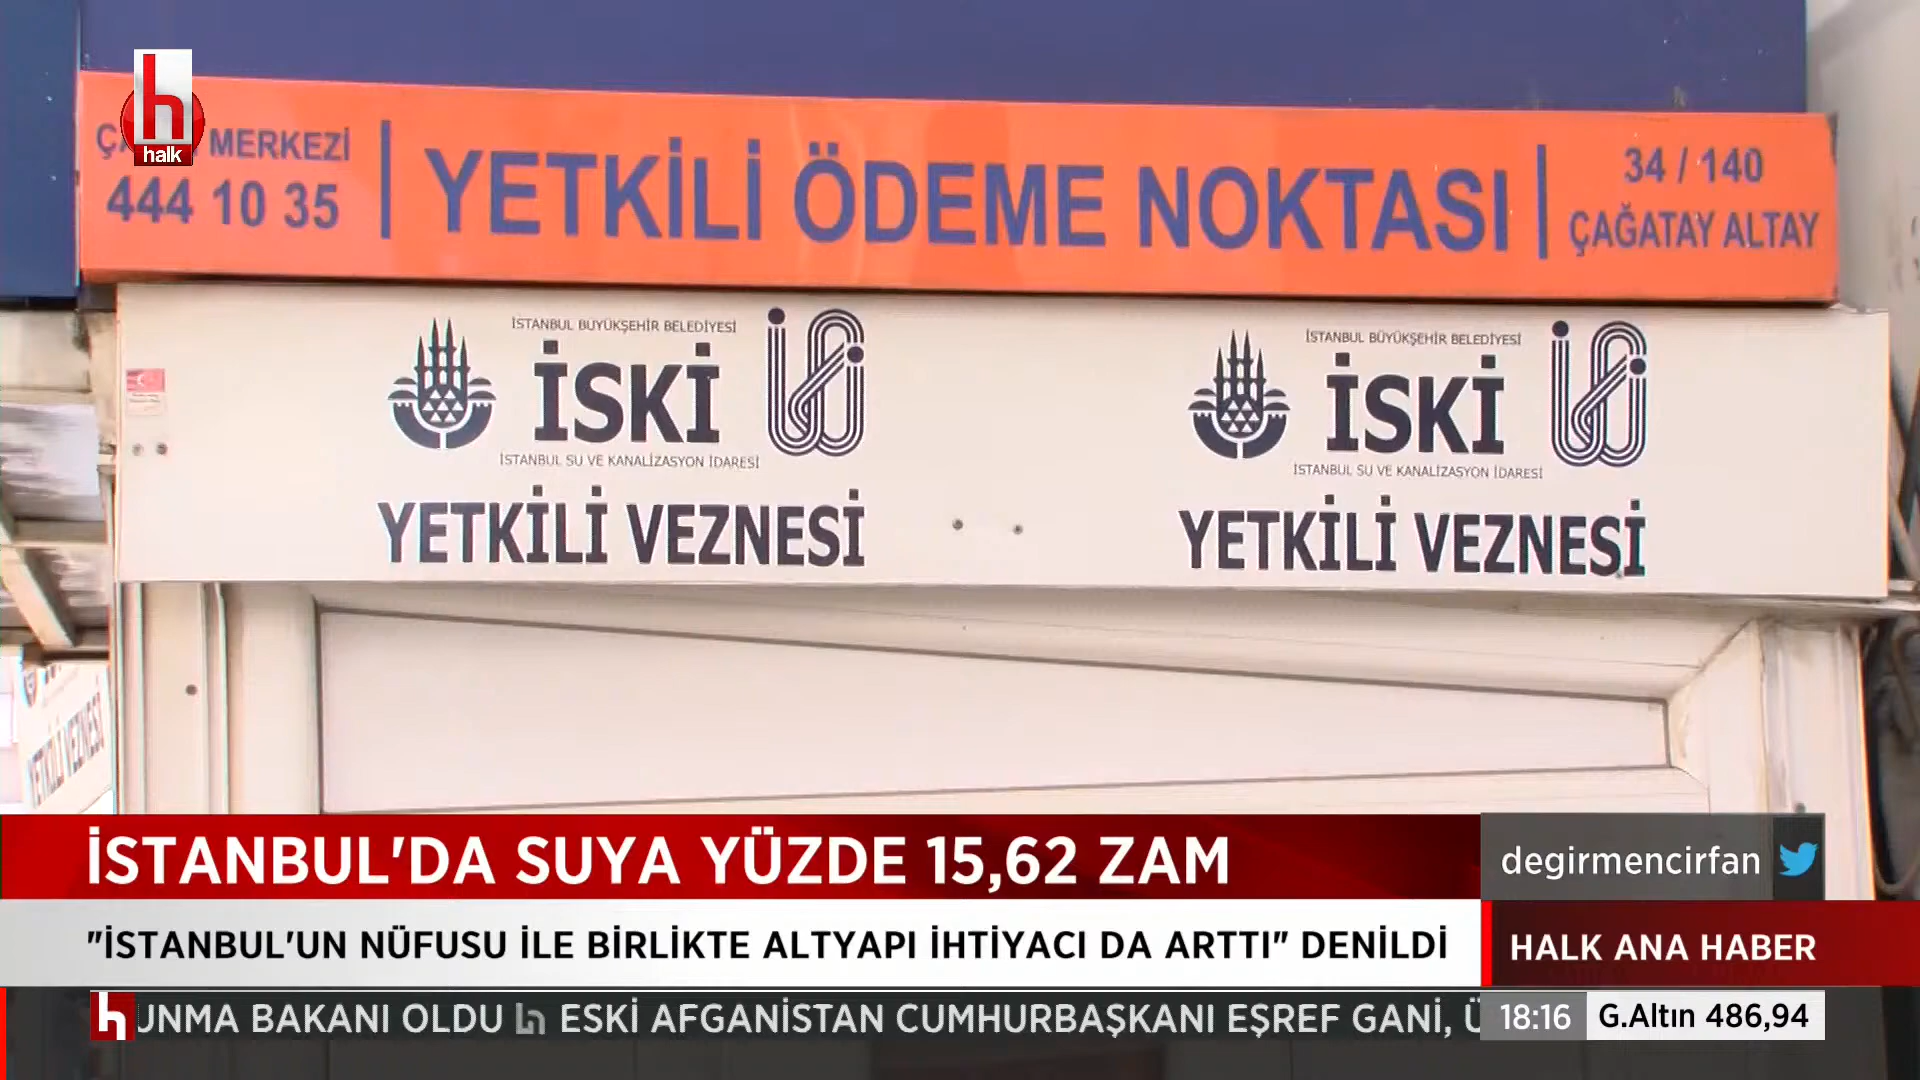 halk
MERKEZİ
444 10 35
YETKİLİ ÖDEME NOKTASI
34 / 140
ÇAĞATAY ALTAY
İSTANBUL BÜYÜKŞEHİR BELEDİYESİ
İSKİ
İSTANBUL SU VE KANALİZASYON İDARESİ
YETKİLİ VEZNESİ
İSTANBUL BÜYÜKŞEHİR BELEDİYESİ
İSKİ
İSTANBUL SU VE KANALİZASYON İDARESİ
YETKİLİ VEZNESİ
YETKİLİ VEZNESİ
İSTANBUL'DA SUYA YÜZDE 15,62 ZAM
degirmencirfan
"İSTANBUL'UN NÜFUSU İLE BİRLİKTE ALTYAPI İHTİYACI DA ARTTI" DENİLDİ
HALK ANA HABER
UNMA BAKANI OLDU h ESKİ AFGANİSTAN CUMHURBAŞKANI EŞREF GANİ, Ü
18:16
G.Altın 486,94